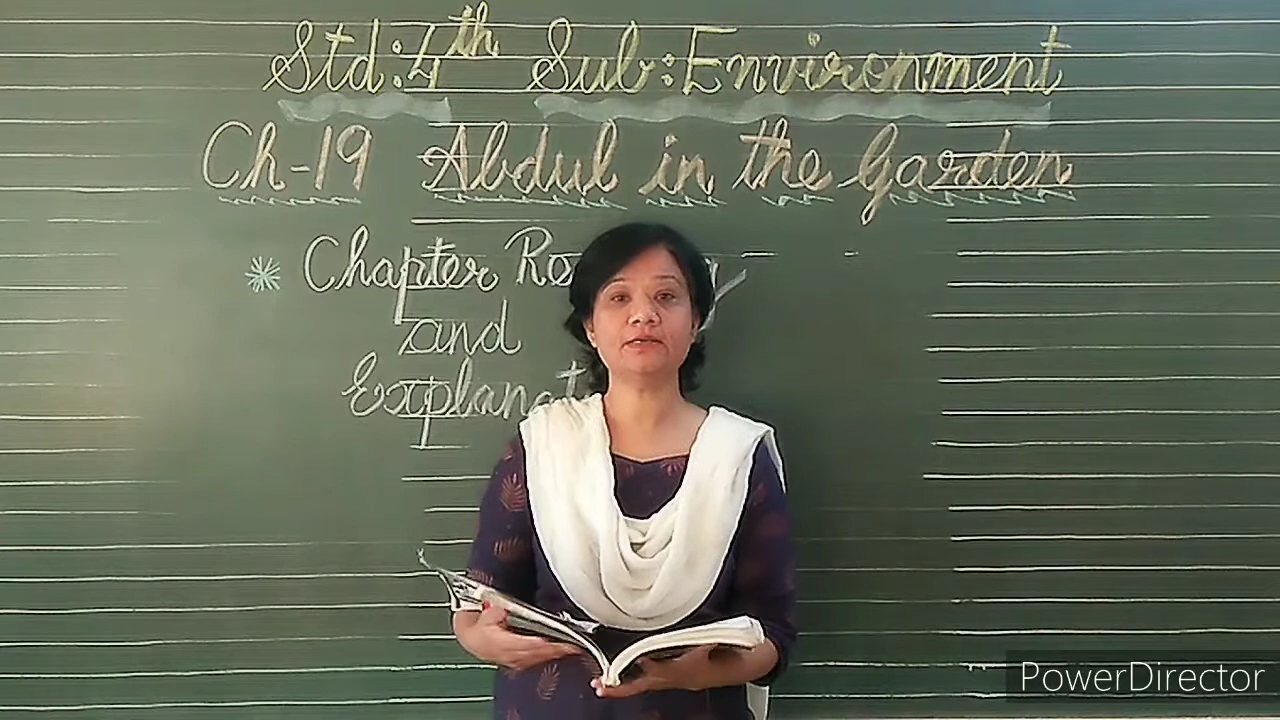 Std:4th Sub:Environment
Ch-19 Abdul in the Garden
* Chapter
and
PowerDirector